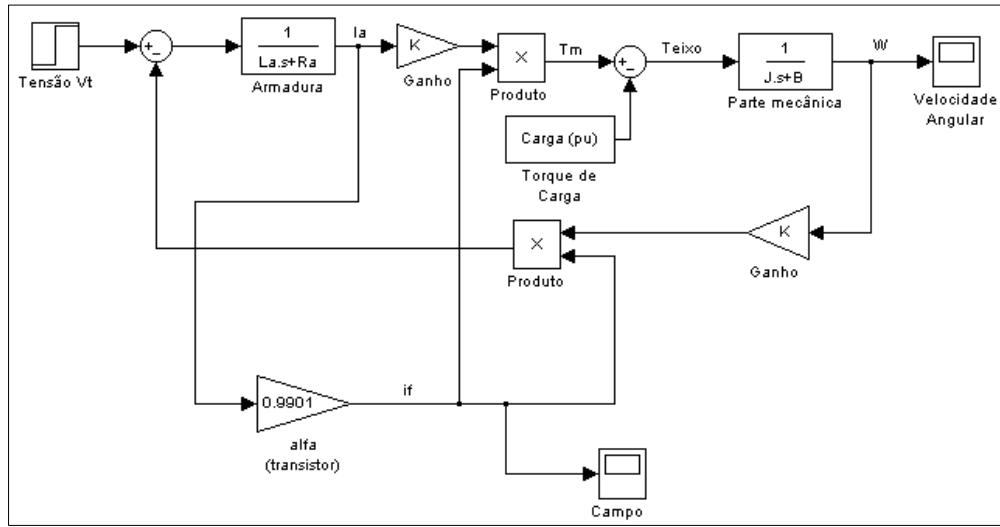 Tensão Vt
+
-
1
La.s+Ra
Armadura
Ia
K
Ganho
×
Produto
Tm
+
-
Teixo
1
J.s+B
Parte mecânica
W
Velocidade
Angular
Carga (pu)
Torque de
Carga
×
Produto
K
Ganho
0.9901
alfa
(transistor)
if
Campo